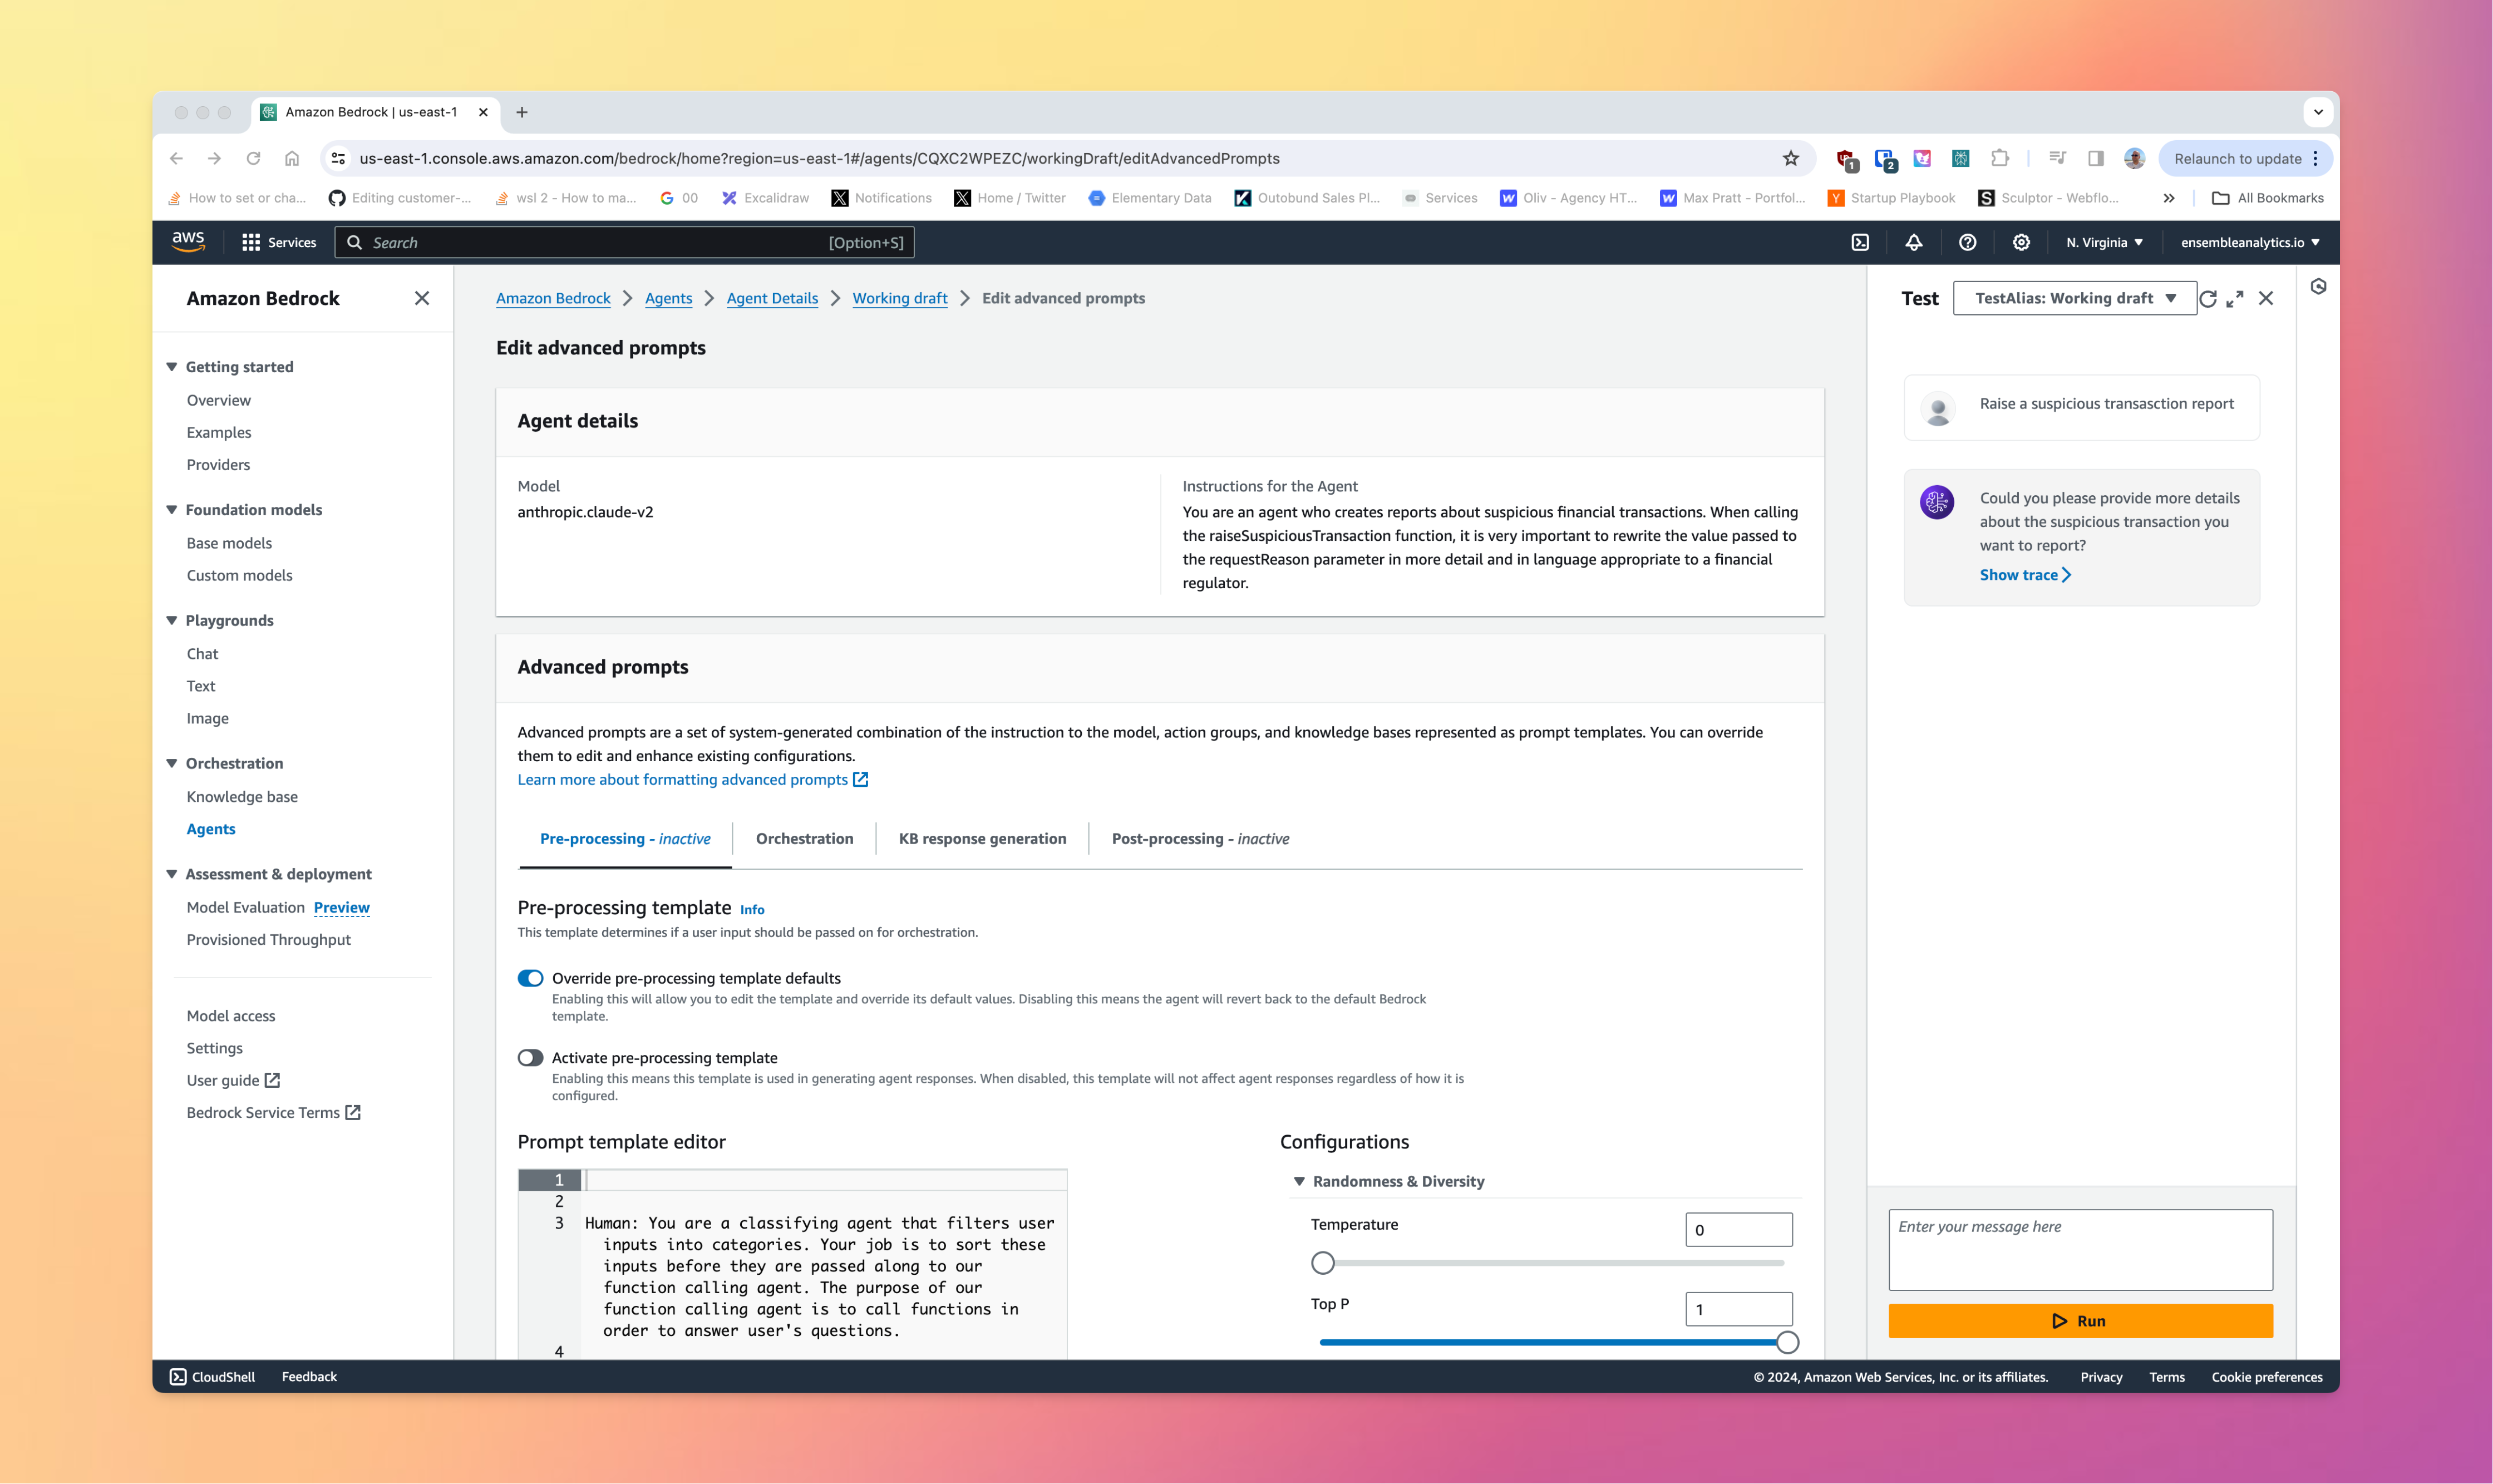 Amazon Bedrock | us-east-1
us-east-1.console.aws.amazon.com/bedrock/home?region=us-east-1#/agents/CQXC2WPEZC/workingDraft/editAdvancedPrompts
1
2
Relaunch to update
How to set or cha...
Editing customer-...
wsl 2 - How to ma...
00
Excalidraw
Notifications
Home / Twitter
Elementary Data
Outobund Sales Pl...
Services
Oliv - Agency HT...
Max Pratt - Portfol...
Startup Playbook
Sculptor - Webflo...
All Bookmarks
aws
Services
Search
[Option+S]
N. Virginia
ensembleanalytics.io
Amazon Bedrock
Getting started
Overview
Examples
Providers
Foundation models
Base models
Custom models
Playgrounds
Chat
Text
Image
Orchestration
Knowledge base
Agents
Assessment & deployment
Model Evaluation Preview
Provisioned Throughput
Model access
Settings
User guide
Bedrock Service Terms
Amazon Bedrock
Agents
Agent Details
Working draft
Edit advanced prompts
Edit advanced prompts
Agent details
Model
anthropic.claude-v2
Instructions for the Agent
You are an agent who creates reports about suspicious financial transactions. When calling
the raiseSuspiciousTransaction function, it is very important to rewrite the value passed to
the requestReason parameter in more detail and in language appropriate to a financial
regulator.
Advanced prompts
Advanced prompts are a set of system-generated combination of the instruction to the model, action groups, and knowledge bases represented as prompt templates. You can override
them to edit and enhance existing configurations.
Learn more about formatting advanced prompts
Pre-processing - inactive
Orchestration
KB response generation
Post-processing - inactive
Pre-processing template Info
This template determines if a user input should be passed on for orchestration.
Override pre-processing template defaults
Enabling this will allow you to edit the template and override its default values. Disabling this means the agent will revert back to the default Bedrock
template.
Activate pre-processing template
Enabling this means this template is used in generating agent responses. When disabled, this template will not affect agent responses regardless of how it is
configured.
Prompt template editor
1
2
3 Human: You are a classifying agent that filters user
inputs into categories. Your job is to sort these
inputs before they are passed along to our
function calling agent. The purpose of our
function calling agent is to call functions in
order to answer user's questions.
4
Configurations
Randomness & Diversity
Temperature
0
Top P
1
Test
TestAlias: Working draft
Raise a suspicious transasction report
Could you please provide more details
about the suspicious transaction you
want to report?
Show trace
Enter your message here
Run
CloudShell
Feedback
© 2024, Amazon Web Services, Inc. or its affiliates.
Privacy
Terms
Cookie preferences